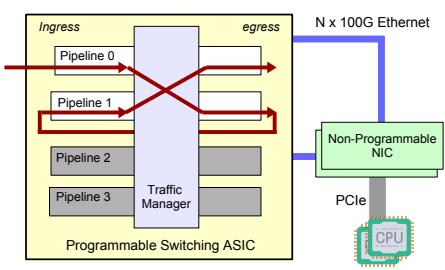 Ingress
egress
N x 100G Ethernet
Pipeline 0
Pipeline 1
Pipeline 2
Pipeline 3
Traffic
Manager
Programmable Switching ASIC
Non-Programmable
NIC
PCIe
CPU